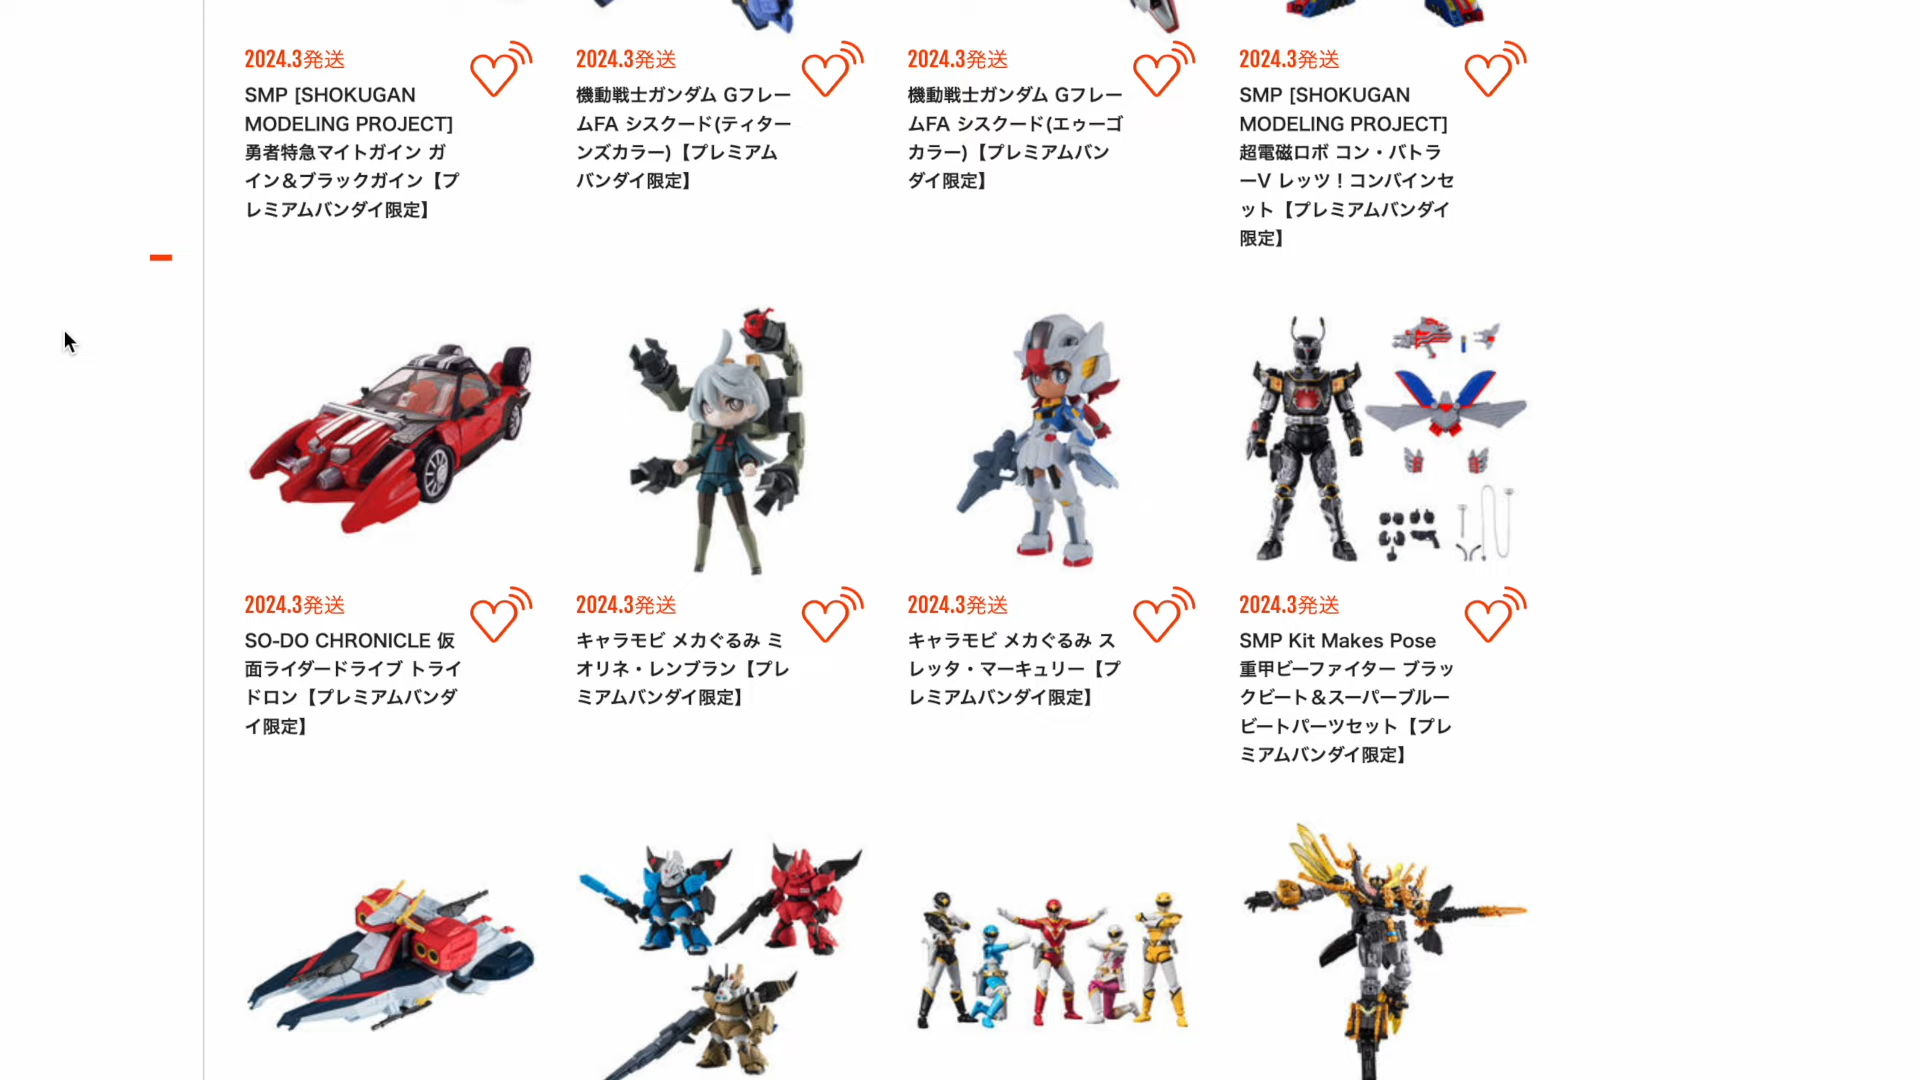 2024.3発送
SMP [SHOKUGAN
MODELING PROJECT]
勇者特急マイトガイン ガ
イン＆ブラックガイン【プ
レミアムバンダイ限定】
2024.3発送
機動戦士ガンダム Gフレー
ムFA シスクード(ティター
ンズカラー)【プレミアム
バンダイ限定】
2024.3発送
機動戦士ガンダム Gフレー
ムFA シスクード(エゥーゴ
カラー)【プレミアムバン
ダイ限定】
2024.3発送
SMP [SHOKUGAN
MODELING PROJECT]
超電磁ロボ コン・バトラ
ーV レッツ！コンバインセ
ット【プレミアムバンダイ
限定】
2024.3発送
SO-DO CHRONICLE 仮
面ライダードライブ トライ
ドロン【プレミアムバンダ
イ限定】
2024.3発送
キャラモビ メカぐるみ ミ
オリネ・レンブラン【プレ
ミアムバンダイ限定】
2024.3発送
キャラモビ メカぐるみ ス
レッタ・マーキュリー【プ
レミアムバンダイ限定】
2024.3発送
SMP Kit Makes Pose
重甲ビーファイター ブラッ
クビート＆スーパーブルー
ビートパーツセット【プレ
ミアムバンダイ限定】